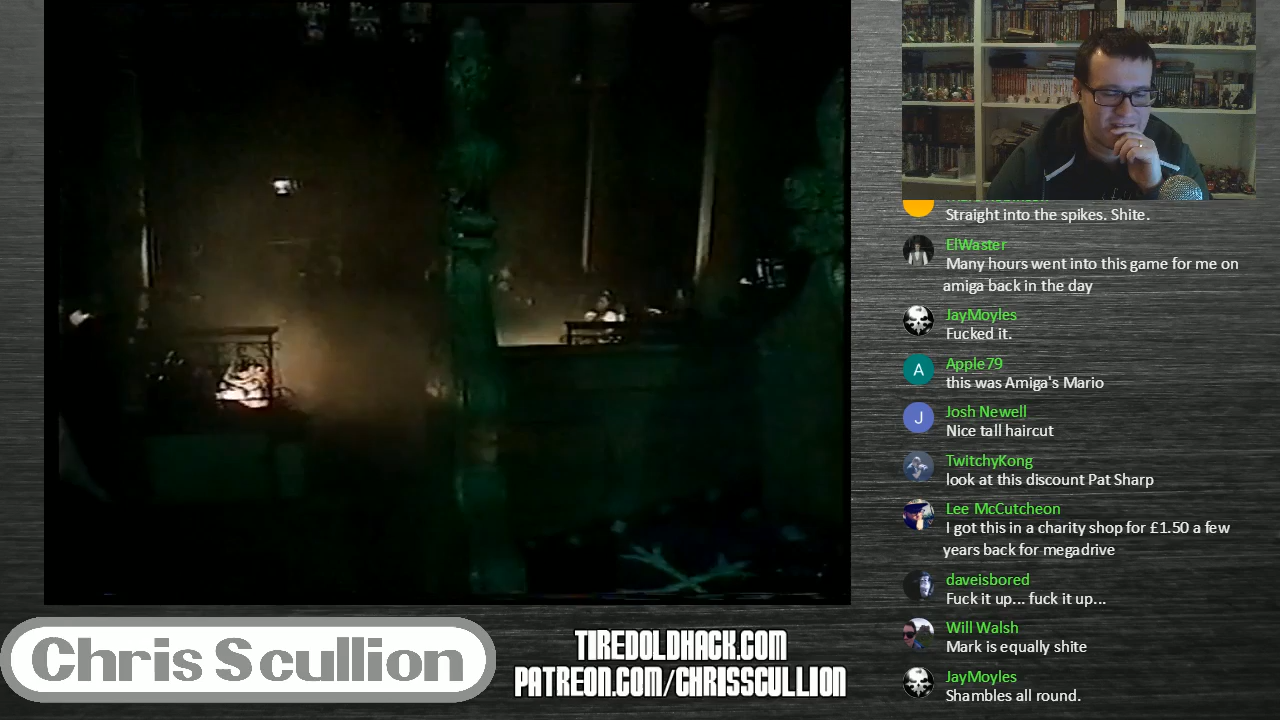 Straight into the spikes. Shite.
ElWaster
Many hours went into this game for me on
amiga back in the day
JayMoyles
Fucked it.
A
Apple79
this was Amiga's Mario
J
Josh Newell
Nice tall haircut
TwitchyKong
look at this discount Pat Sharp
Lee McCutcheon
I got this in a charity shop for £1.50 a few
years back for megadrive
daveisbored
Fuck it up... fuck it up...
Will Walsh
Mark is equally shite
JayMoyles
Shambles all round.
Chris Scullion
TIREDOLDHACK.COM
PATREON.COM/CHRISSCULLION